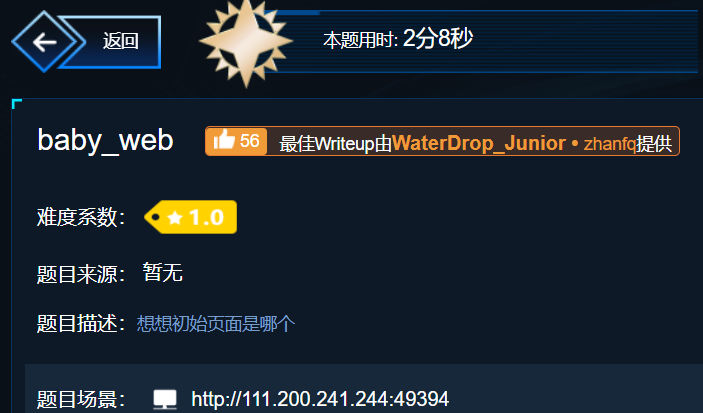 返回
本题用时: 2分8秒
baby_web 56 最佳Writeup由WaterDrop_Junior • zhanfq提供
难度系数： 1.0
题目来源： 暂无
题目描述：想想初始页面是哪个
题目场景： http://111.200.241.244:49394